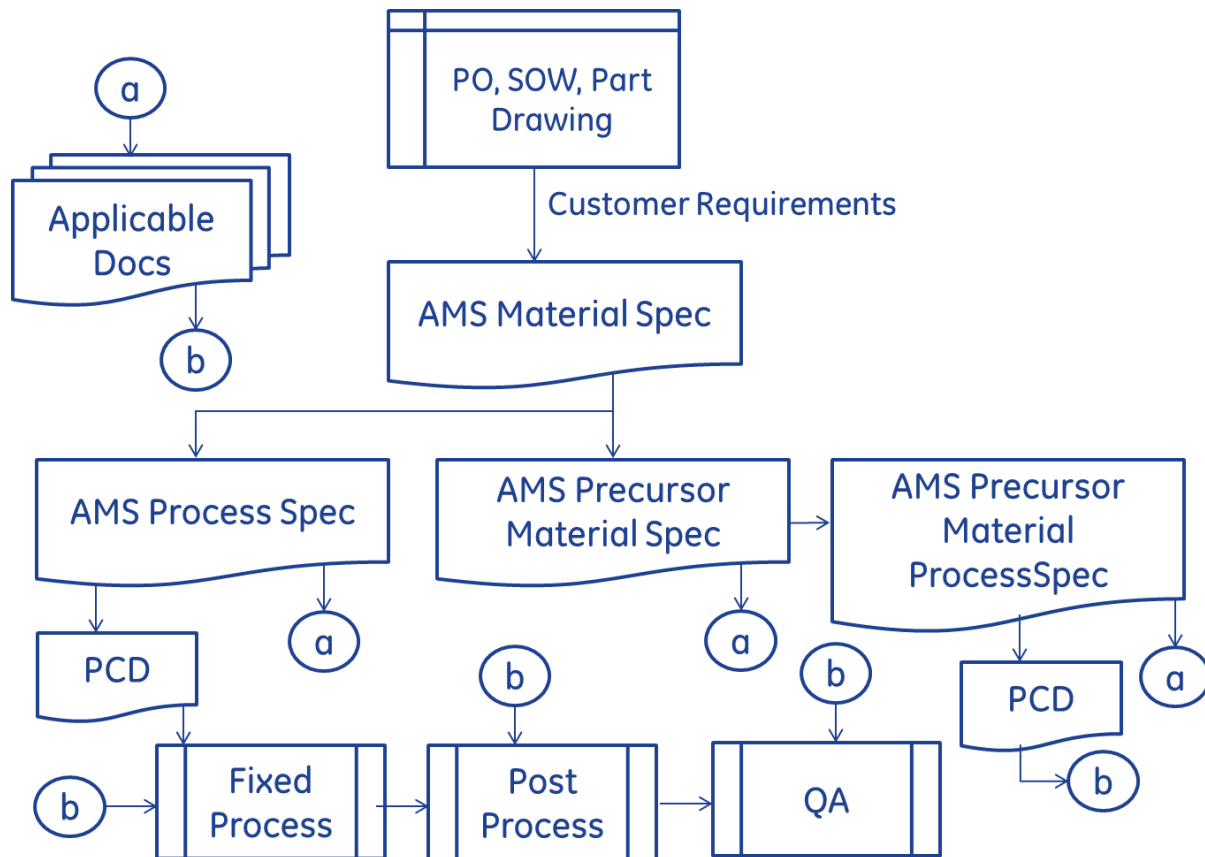 PO, SOW, Part
Drawing
a
Applicable
Docs
b
Customer Requirements
AMS Material Spec
AMS Process Spec
AMS Precursor
Material Spec
AMS Precursor
Material
ProcessSpec
a
a
a
PCD
b
b
PCD
b
Fixed
Process
Post
Process
QA
b